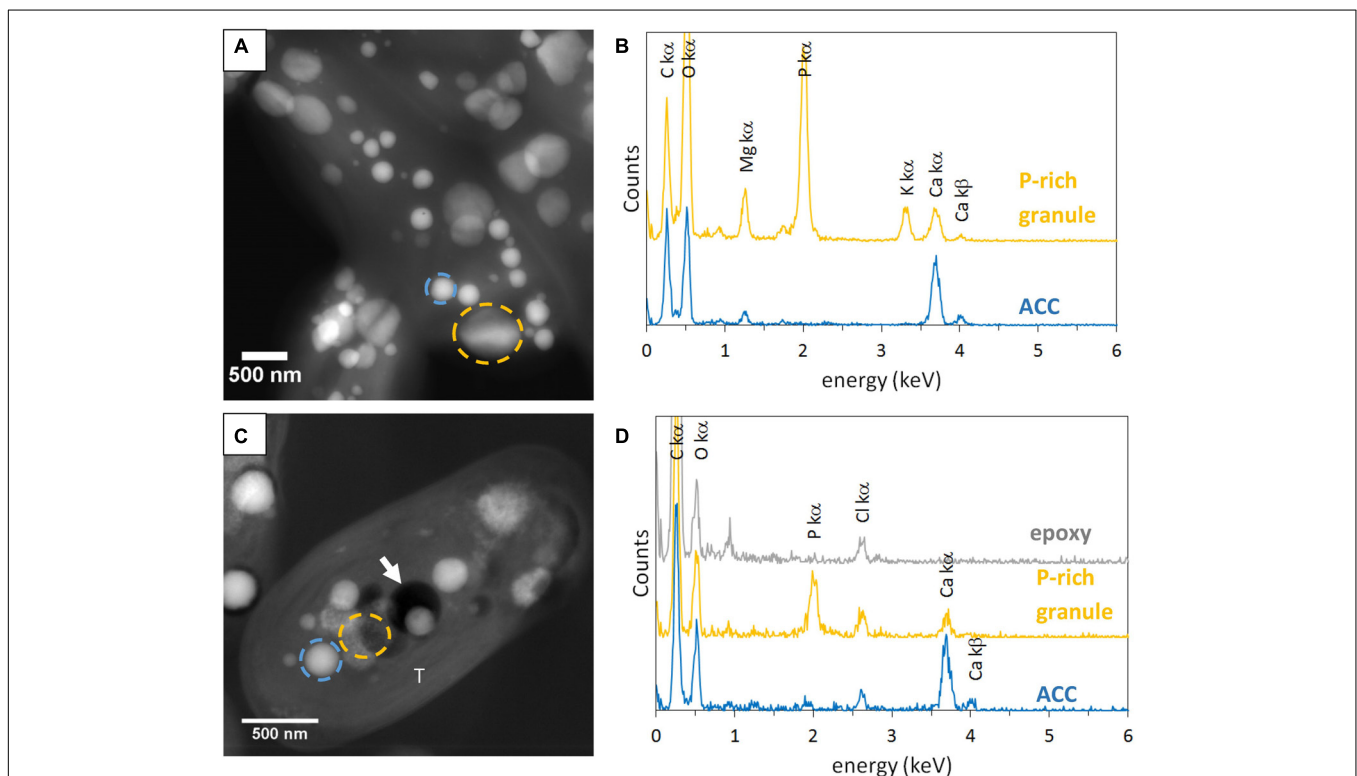 A
500 nm
B
C kα
O kα
P kα
Mg kα
K kα
Ca kα
Ca kβ
P-rich
granule
ACC
Counts
0 1 2 3 4 5 6
energy (keV)
C
T
500 nm
D
C kα
O kα
P kα
Cl kα
Ca kα
Ca kβ
epoxy
P-rich
granule
ACC
Counts
0 1 2 3 4 5 6
energy (keV)